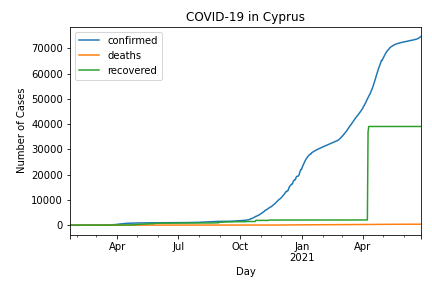 COVID-19 in Cyprus
confirmed
deaths
recovered
Number of Cases
70000
60000
50000
40000
30000
20000
10000
0
Apr
Jul
Oct
Jan
2021
Apr
Day